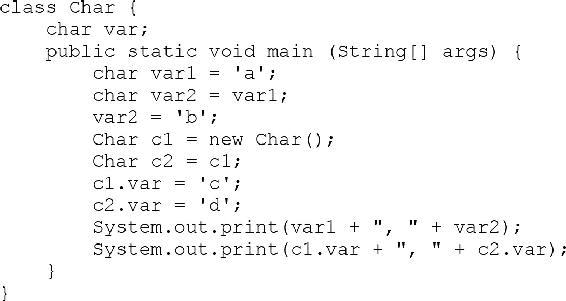 class Char {
    char var;
    public static void main (String[] args) {
        char var1 = 'a';
        char var2 = var1;
        var2 = 'b';
        Char c1 = new Char();
        Char c2 = c1;
        c1.var = 'c';
        c2.var = 'd';
        System.out.print(var1 + ", " + var2);
        System.out.print(c1.var + ", " + c2.var);
    }
}